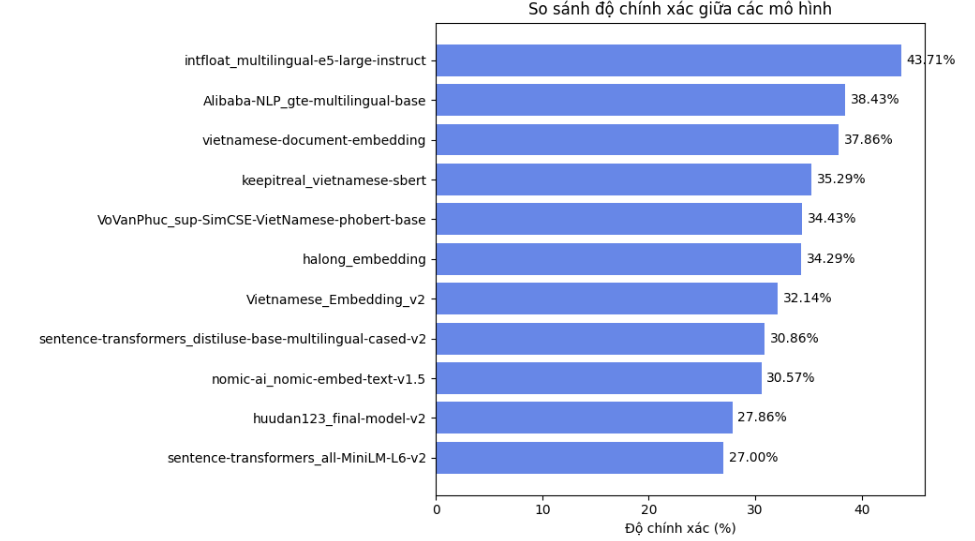 So sánh độ chính xác giữa các mô hình
intfloat_multilingual-e5-large-instruct 43.71%
Alibaba-NLP_gte-multilingual-base 38.43%
vietnamese-document-embedding 37.86%
keepitreal_vietnamese-sbert 35.29%
VoVanPhuc_sup-SimCSE-VietNamese-phobert-base 34.43%
halong_embedding 34.29%
Vietnamese_Embedding_v2 32.14%
sentence-transformers_distiluse-base-multilingual-cased-v2 30.86%
nomic-ai_nomic-embed-text-v1.5 30.57%
huudan123_final-model-v2 27.86%
sentence-transformers_all-MiniLM-L6-v2 27.00%
0 10 20 30 40
Độ chính xác (%)